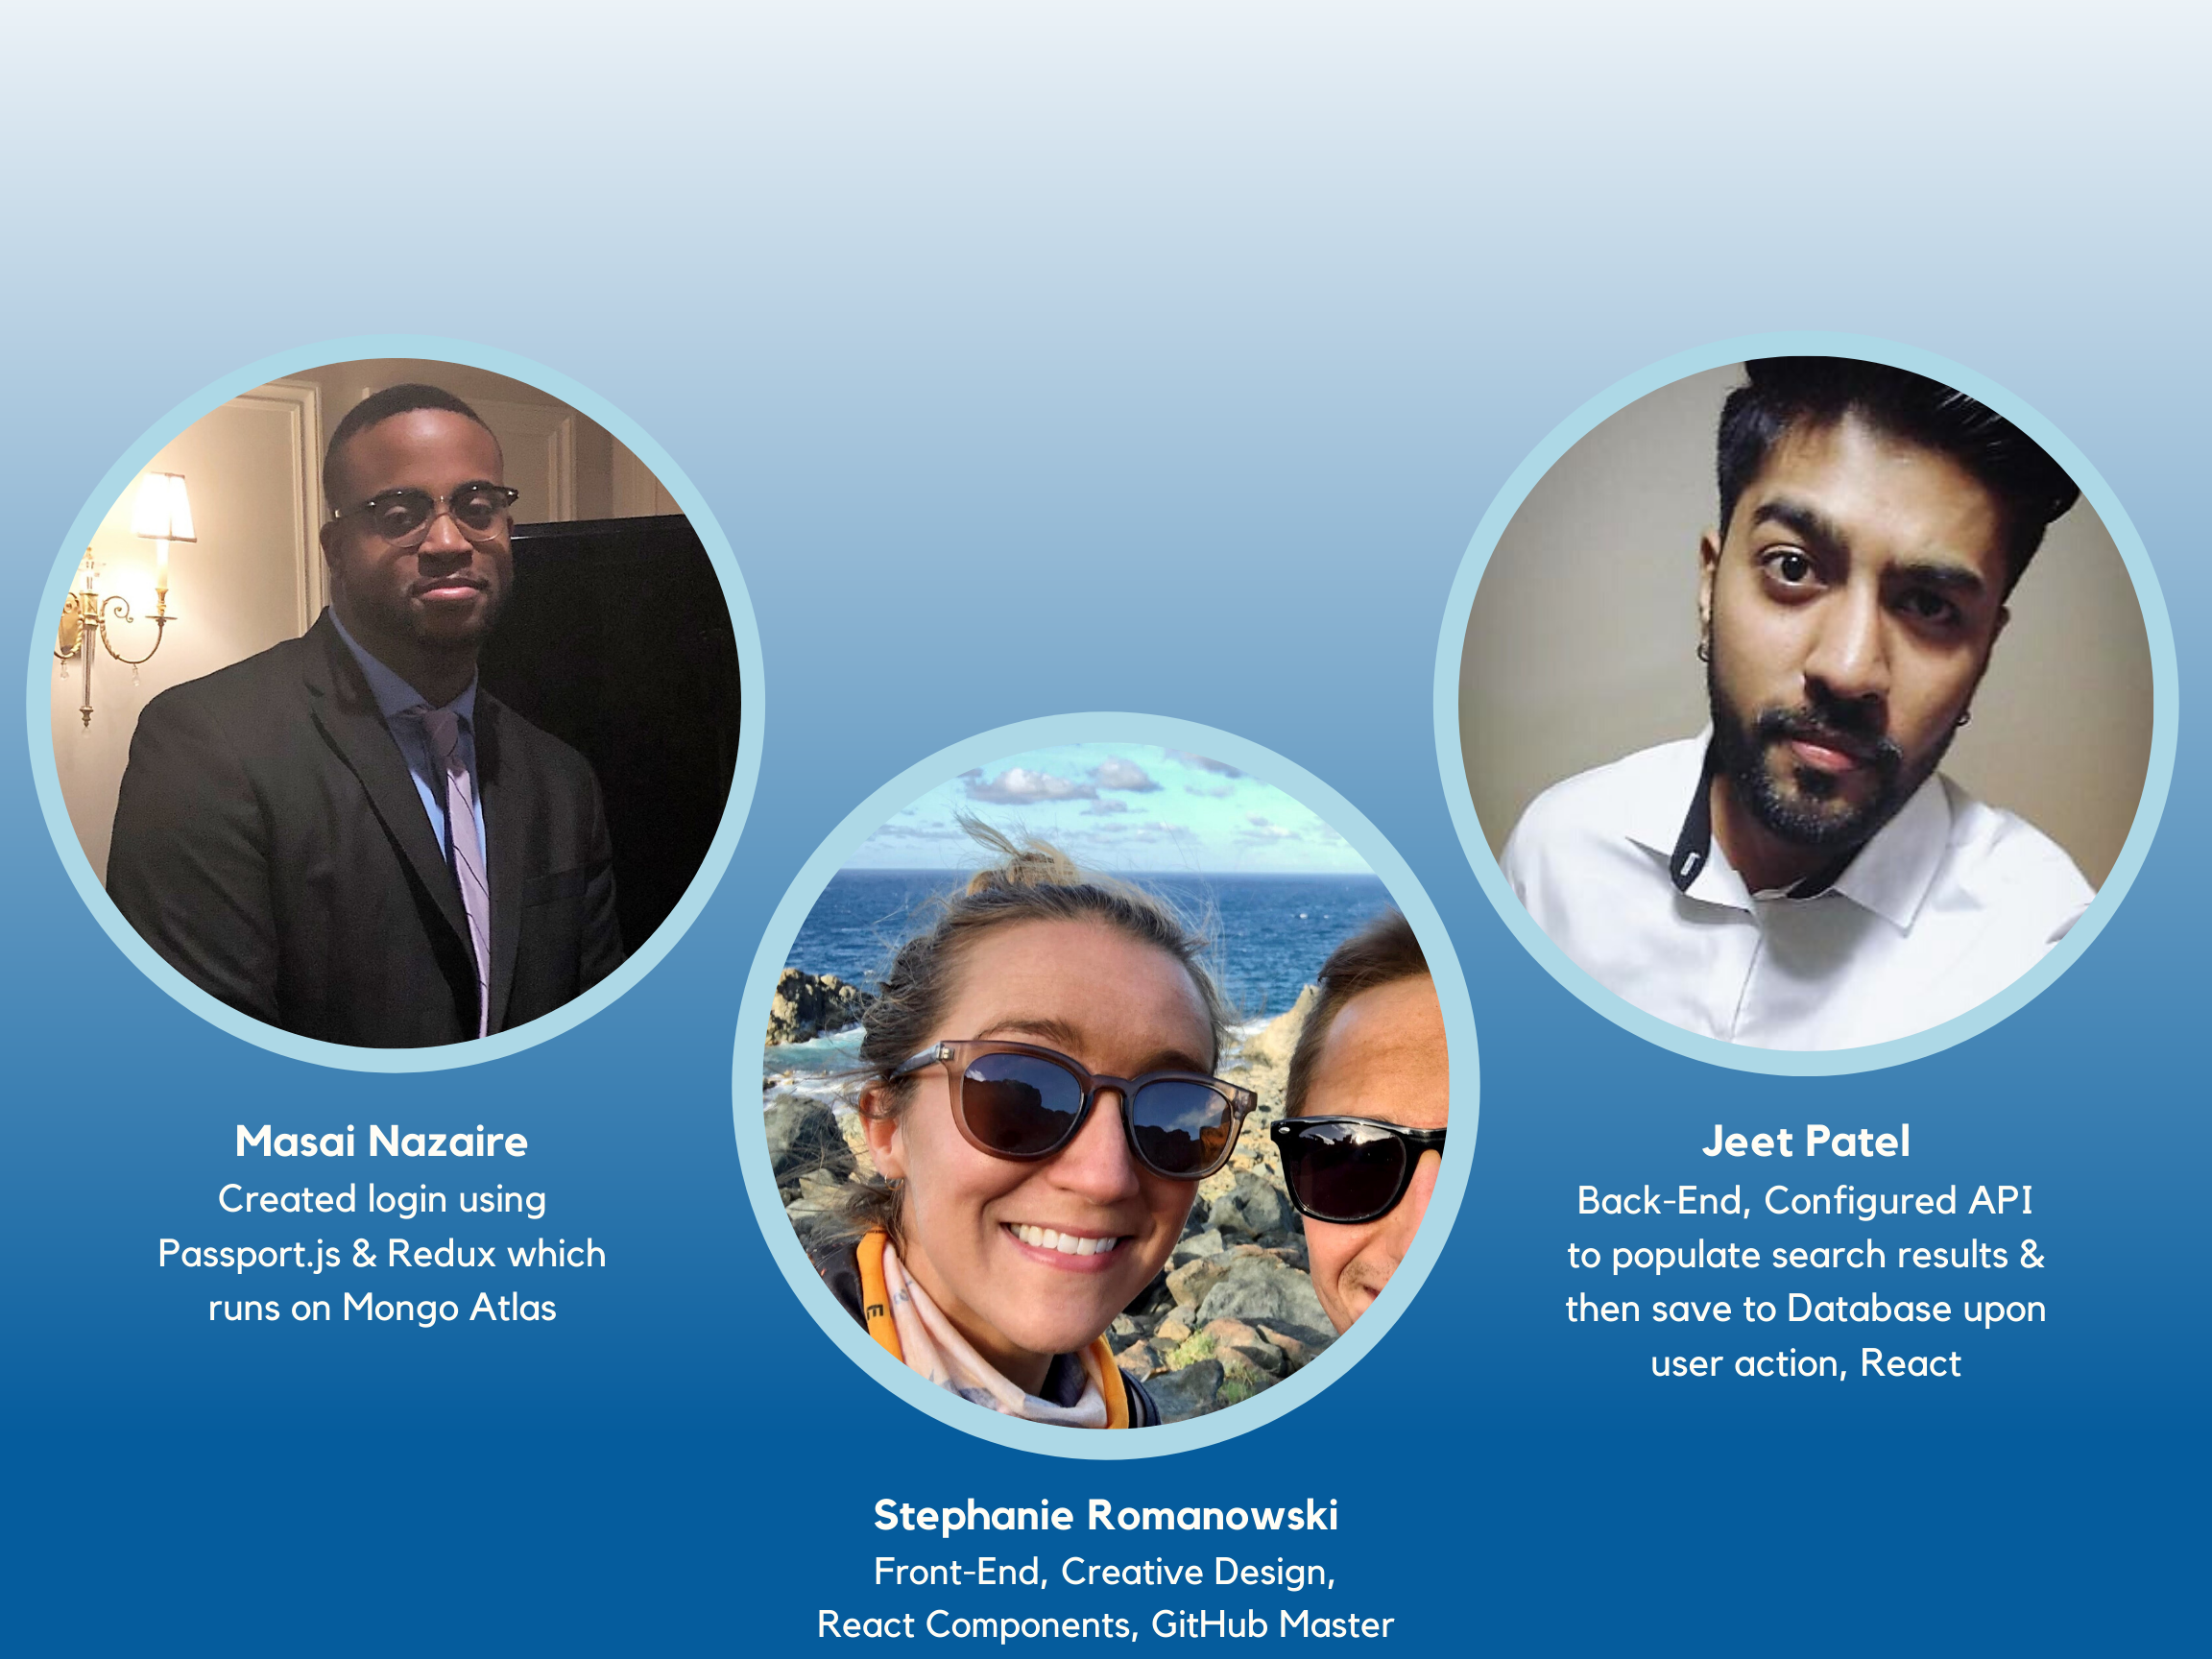 Masai Nazaire
Created login using
Passport.js & Redux which
runs on Mongo Atlas
Stephanie Romanowski
Front-End, Creative Design,
React Components, GitHub Master
Jeet Patel
Back-End, Configured API
to populate search results &
then save to Database upon
user action, React